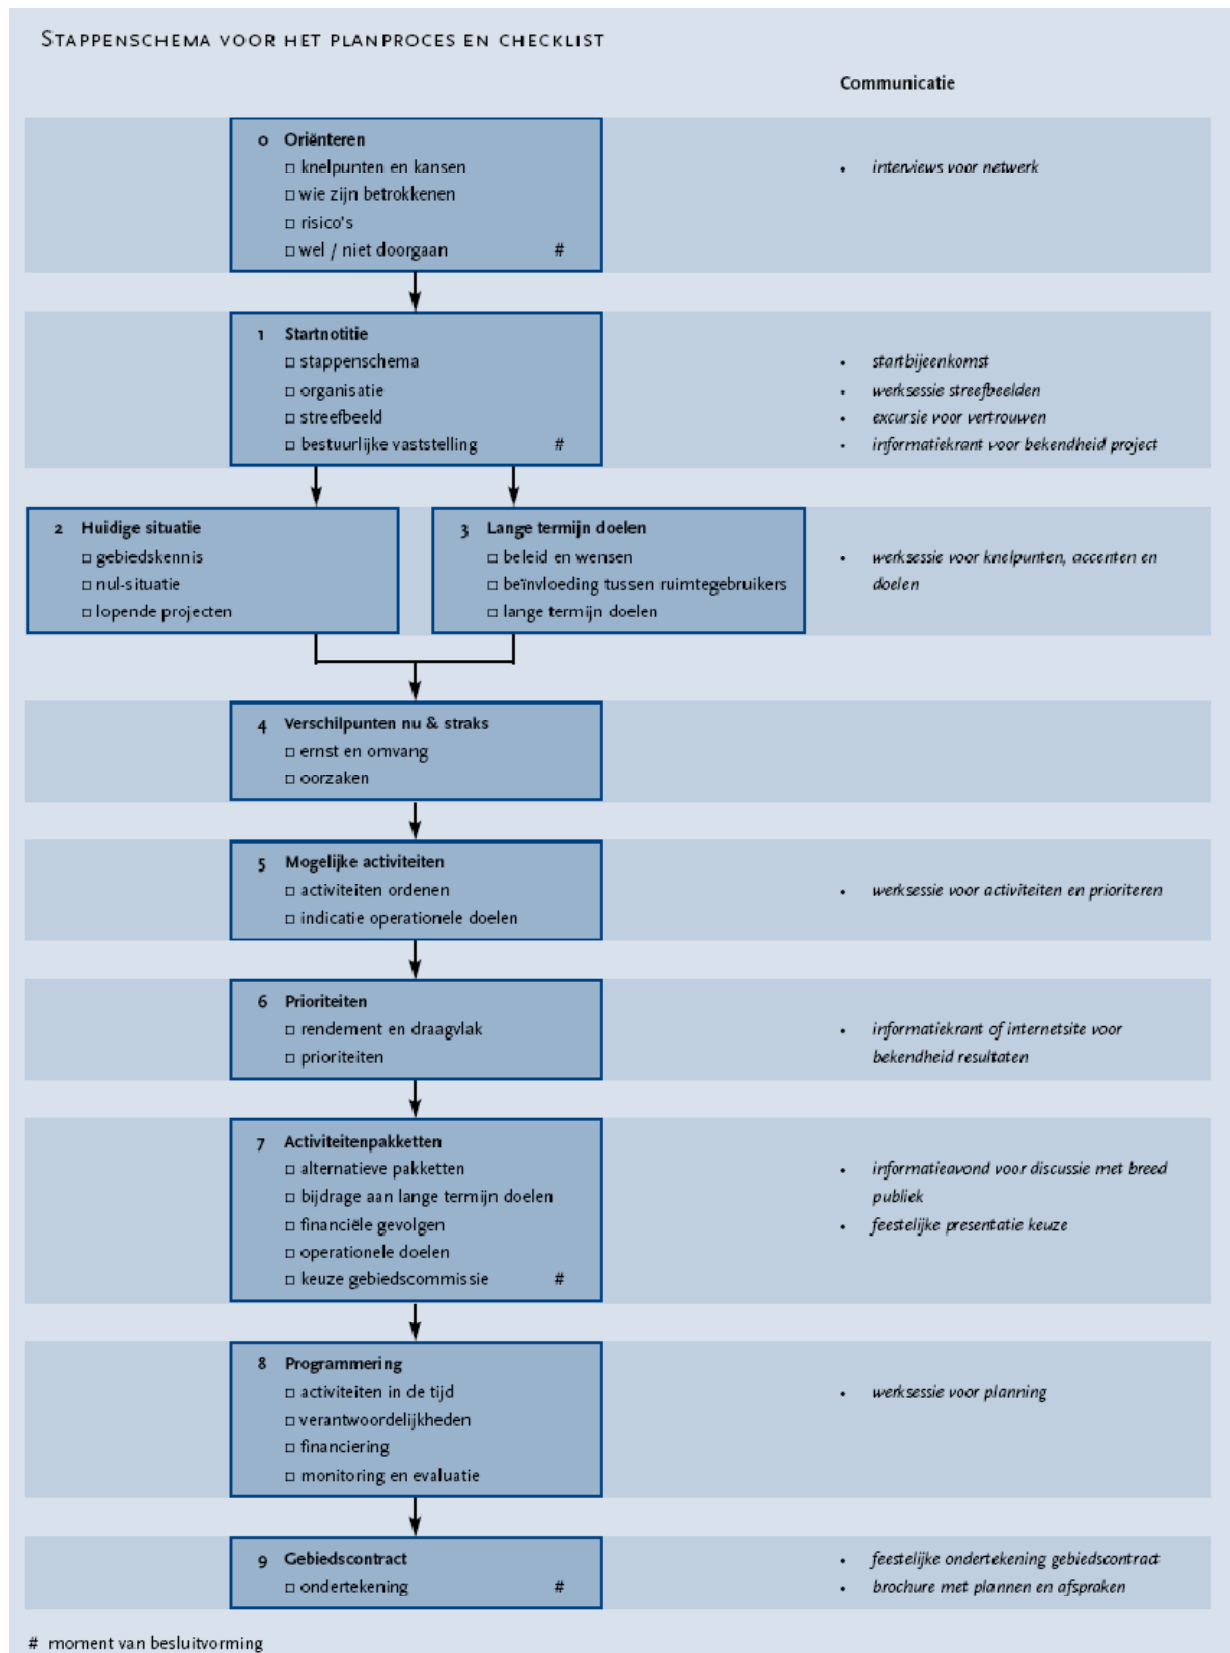 Stappenschema voor het planproces en checklist
Communicatie
0 Oriënteren
□ knelpunten en kansen
• interviews voor netwerk
□ wie zijn betrokkenen
□ risico's
□ wel / niet doorgaan #
1 Startnotitie
□ stappenschema
• startbijeenkomst
□ organisatie
• werksessie streefbeelden
□ streefbeeld
• excursie voor vertrouwen
□ bestuurlijke vaststelling #
• informatiekrant voor bekendheid project
2 Huidige situatie
□ gebiedskennis
□ nul-situatie
□ lopende projecten
3 Lange termijn doelen
□ beleid en wensen
□ beïnvloeding tussen ruimtegebruikers
□ lange termijn doelen
• werksessie voor knelpunten, accenten en
doelen
4 Verschilpunten nu & straks
□ ernst en omvang
□ oorzaken
5 Mogelijke activiteiten
□ activiteiten ordenen
• werksessie voor activiteiten en prioriteren
□ indicatie operationele doelen
6 Prioriteiten
□ rendement en draagvlak
□ prioriteiten
• informatiekrant of internetsite voor
bekendheid resultaten
7 Activiteitenpakketten
□ alternatieve pakketten
□ bijdrage aan lange termijn doelen
□ financiële gevolgen
□ operationele doelen
□ keuze gebiedscommissie #
• informatieavond voor discussie met breed
publiek
• feestelijke presentatie keuze
8 Programmering
□ activiteiten in de tijd
• werksessie voor planning
□ verantwoordelijkheden
□ financiering
□ monitoring en evaluatie
9 Gebiedscontract
□ ondertekening #
• feestelijke ondertekening gebiedscontract
• brochure met plannen en afspraken
# moment van besluitvorming